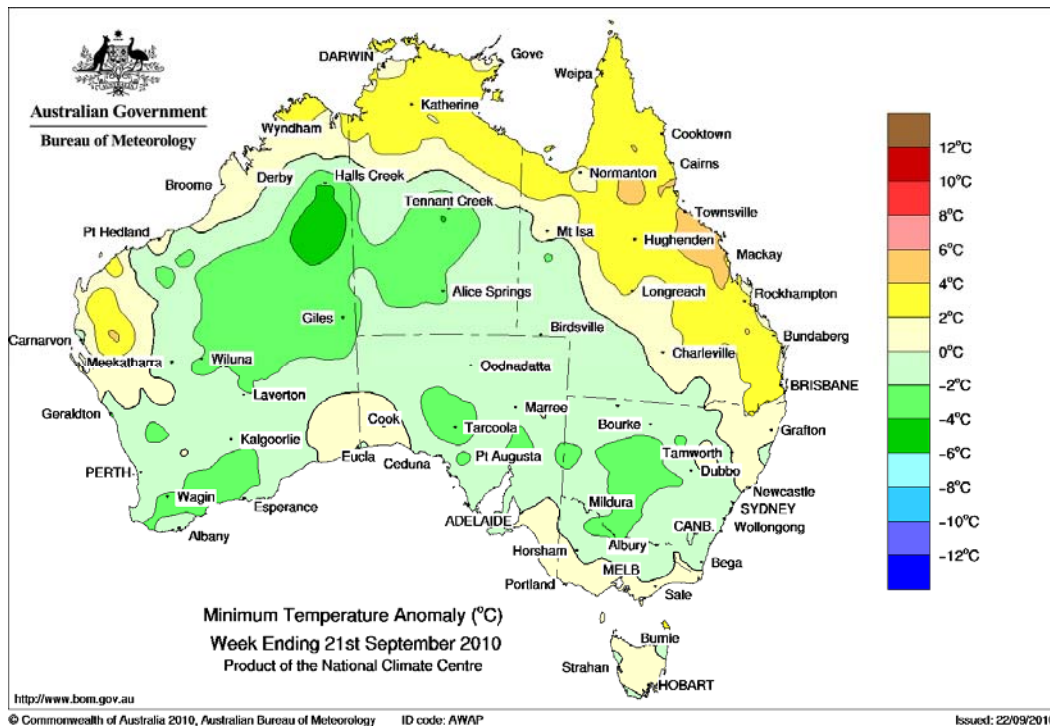 DARWIN
Gove
Weipa
Katherine
Australian Government
Bureau of Meteorology
Wyndham
Cooktown
Cairns
12°C
Derby
Halls Creek
Normanton
Broome
10°C
Tennant Creek
Townsville
8°C
Pt Hedland
Mt Isa
Hughenden
6°C
Mackay
4°C
Alice Springs
Longreach
Rockhampton
2°C
Giles
Birdsville
Bundaberg
Carnarvon
Meekatharra
Wiluna
Charleville
0°C
Oodnadatta
BRISBANE
-2°C
Laverton
Geraldton
Cook
Marree
-4°C
Tarcoola
Bourke
Grafton
Kalgoorlie
Eucla
Ceduna
Pt Augusta
Tamworth
-6°C
PERTH
Dubbo
-8°C
Wagin
Mildura
Newcastle
Esperance
SYDNEY
ADELAIDE
-10°C
Albany
CANB.
Wollongong
Horsham
Albury
-12°C
MELB
Bega
Portland
Sale
Minimum Temperature Anomaly (°C)
Week Ending 21st September 2010
Product of the National Climate Centre
Burnie
Strahan
HOBART
http://www.bom.gov.au
© Commonwealth of Australia 2010, Australian Bureau of Meteorology
ID code: AWAP
Issued: 22/09/2010